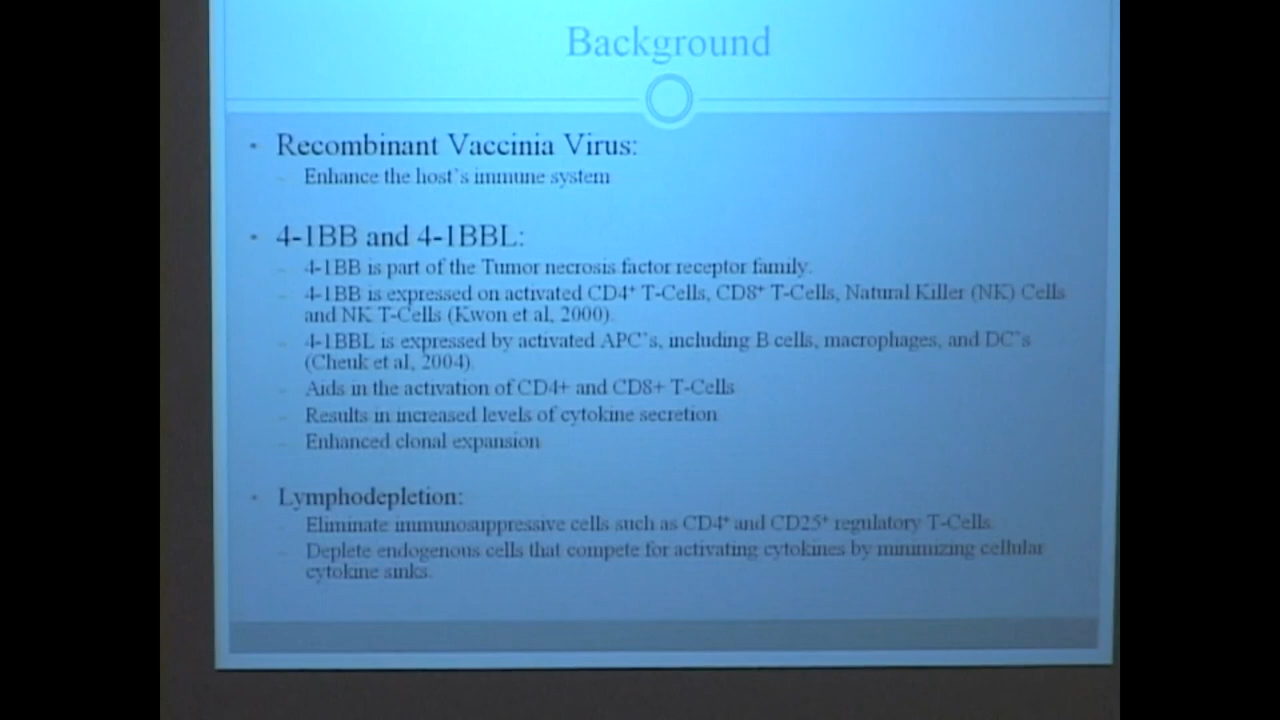 Background
• Recombinant Vaccinia Virus:
– Enhance the host's immune system
• 4-1BB and 4-1BBL:
– 4-1BB is part of the Tumor necrosis factor receptor family.
– 4-1BB is expressed on activated CD4⁺ T-Cells, CD8⁺ T-Cells, Natural Killer (NK) Cells
and NK T-Cells (Kwon et al, 2000).
– 4-1BBL is expressed by activated APC's, including B cells, macrophages, and DC's
(Cheuk et al, 2004).
– Aids in the activation of CD4+ and CD8+ T-Cells
– Results in increased levels of cytokine secretion
– Enhanced clonal expansion
• Lymphodepletion:
– Eliminate immunosuppressive cells such as CD4⁺ and CD25⁺ regulatory T-Cells.
– Deplete endogenous cells that compete for activating cytokines by minimizing cellular
cytokine sinks.